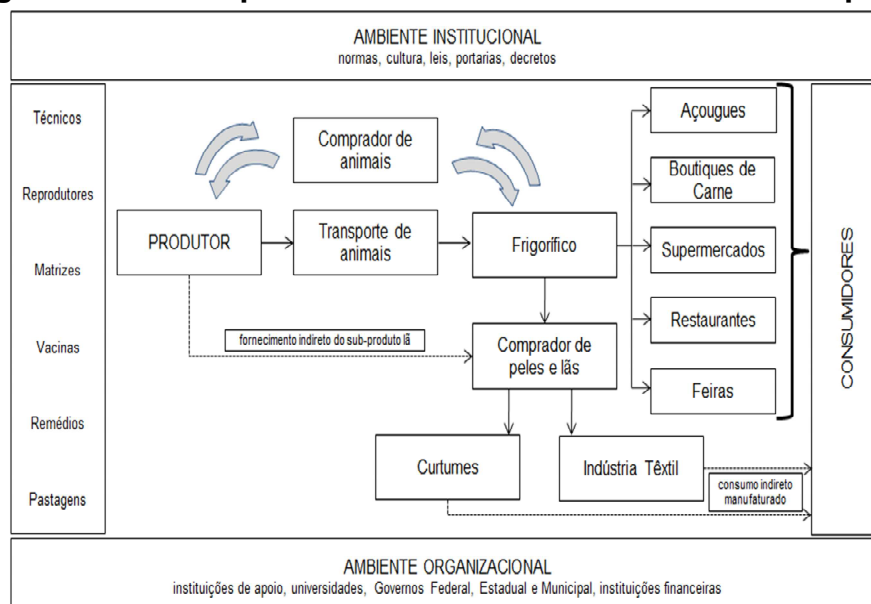 AMBIENTE INSTITUCIONAL
normas, cultura, leis, portarias, decretos
Técnicos
Reprodutores
Matrizes
Vacinas
Remédios
Pastagens
Comprador de
animais
PRODUTOR
Transporte de
animais
Frigorífico
fornecimento indireto do sub-produto lã
Comprador de
peles e lãs
Curtumes
Indústria Têxtil
Açougues
Boutiques de
Carne
Supermercados
Restaurantes
Feiras
consumo indireto
manufaturado
CONSUMIDORES
AMBIENTE ORGANIZACIONAL
instituições de apoio, universidades, Governos Federal, Estadual e Municipal, instituições financeiras